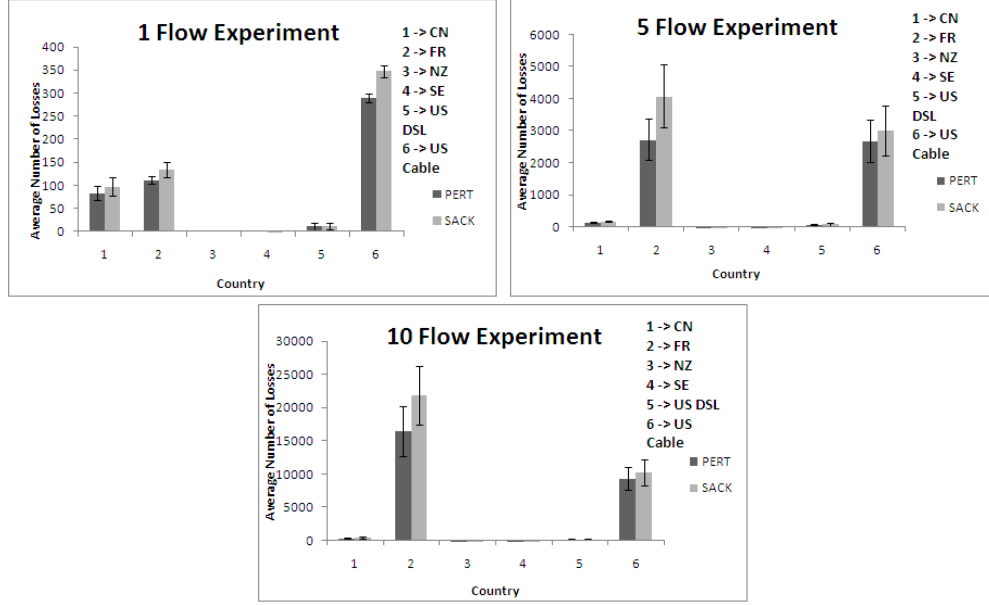 1 Flow Experiment
Average Number of Losses
400
350
300
250
200
150
100
50
0
1 2 3 4 5 6
Country
1 -> CN
2 -> FR
3 -> NZ
4 -> SE
5 -> US
DSL
6 -> US
Cable
PERT
SACK
5 Flow Experiment
Average Number of Losses
6000
5000
4000
3000
2000
1000
0
1 2 3 4 5 6
Country
1 -> CN
2 -> FR
3 -> NZ
4 -> SE
5 -> US
DSL
6 -> US
Cable
PERT
SACK
10 Flow Experiment
Average Number of Losses
30000
25000
20000
15000
10000
5000
0
1 2 3 4 5 6
Country
1 -> CN
2 -> FR
3 -> NZ
4 -> SE
5 -> US DSL
6 -> US
Cable
PERT
SACK